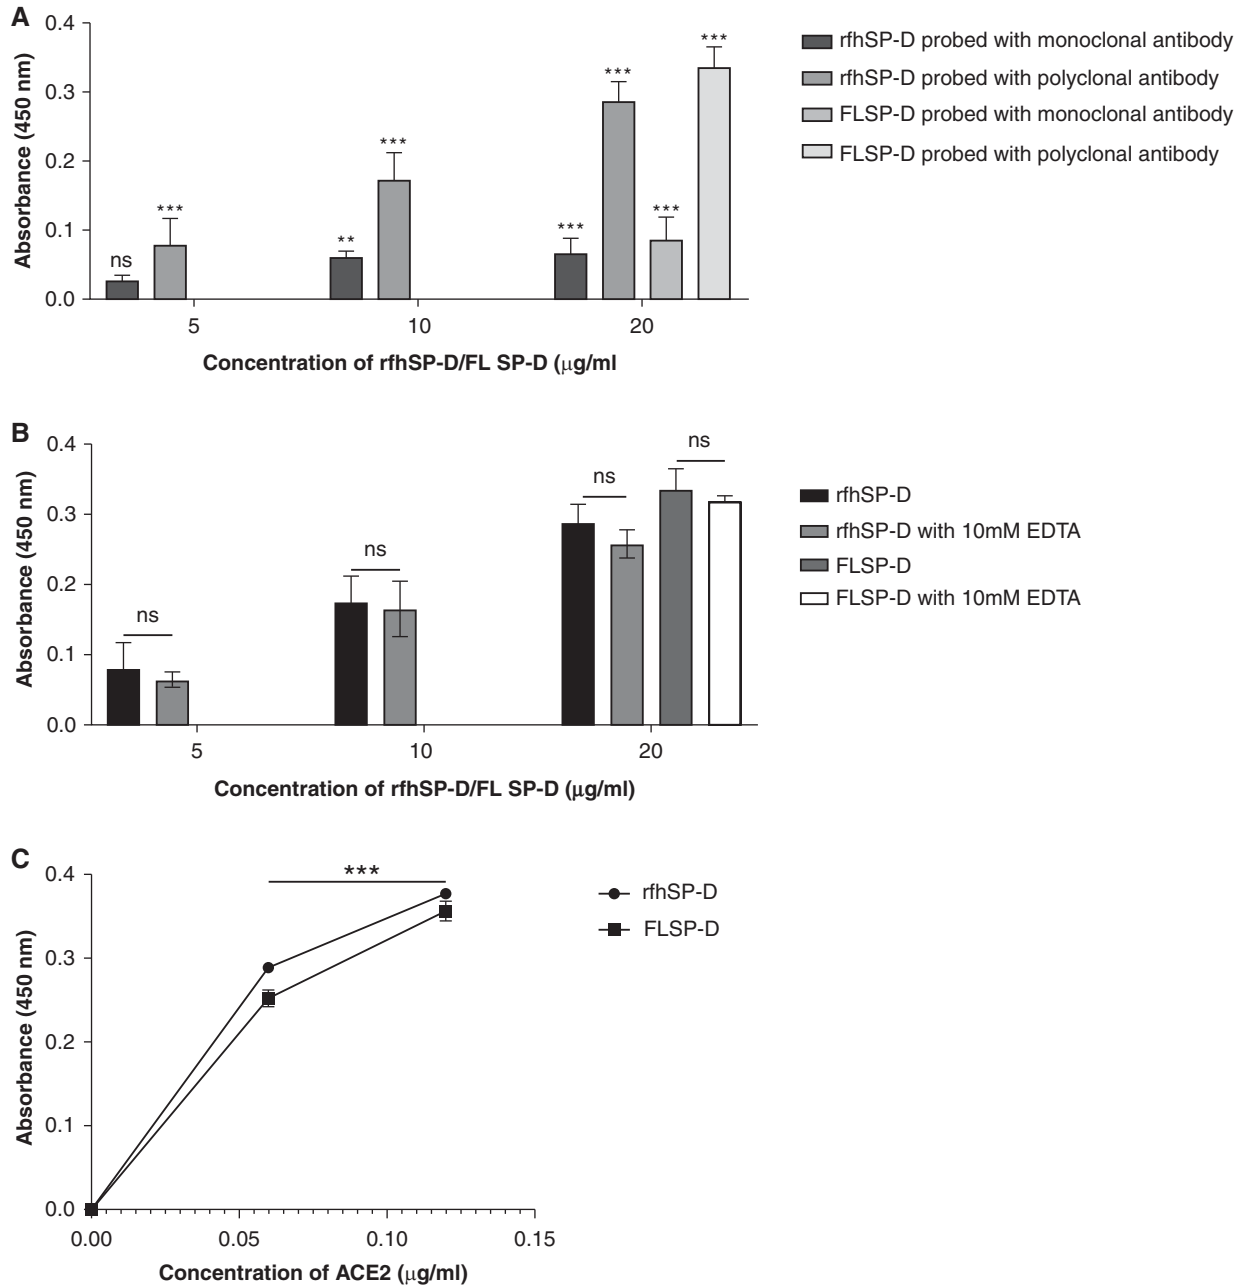 A
Absorbance (450 nm)
0.4
0.3
0.2
0.1
0.0
ns
***
**
***
***
***
***
***
5
10
20
Concentration of rfhSP-D/FL SP-D (μg/ml
rfhSP-D probed with monoclonal antibody
rfhSP-D probed with polyclonal antibody
FLSP-D probed with monoclonal antibody
FLSP-D probed with polyclonal antibody
B
Absorbance (450 nm)
0.4
0.3
0.2
0.1
0.0
ns
ns
ns
ns
5
10
20
Concentration of rfhSP-D/FL SP-D (μg/ml)
rfhSP-D
rfhSP-D with 10mM EDTA
FLSP-D
FLSP-D with 10mM EDTA
C
Absorbance (450 nm)
0.4
0.3
0.2
0.1
0.0
***
0.00
0.05
0.10
0.15
Concentration of ACE2 (μg/ml)
rfhSP-D
FLSP-D